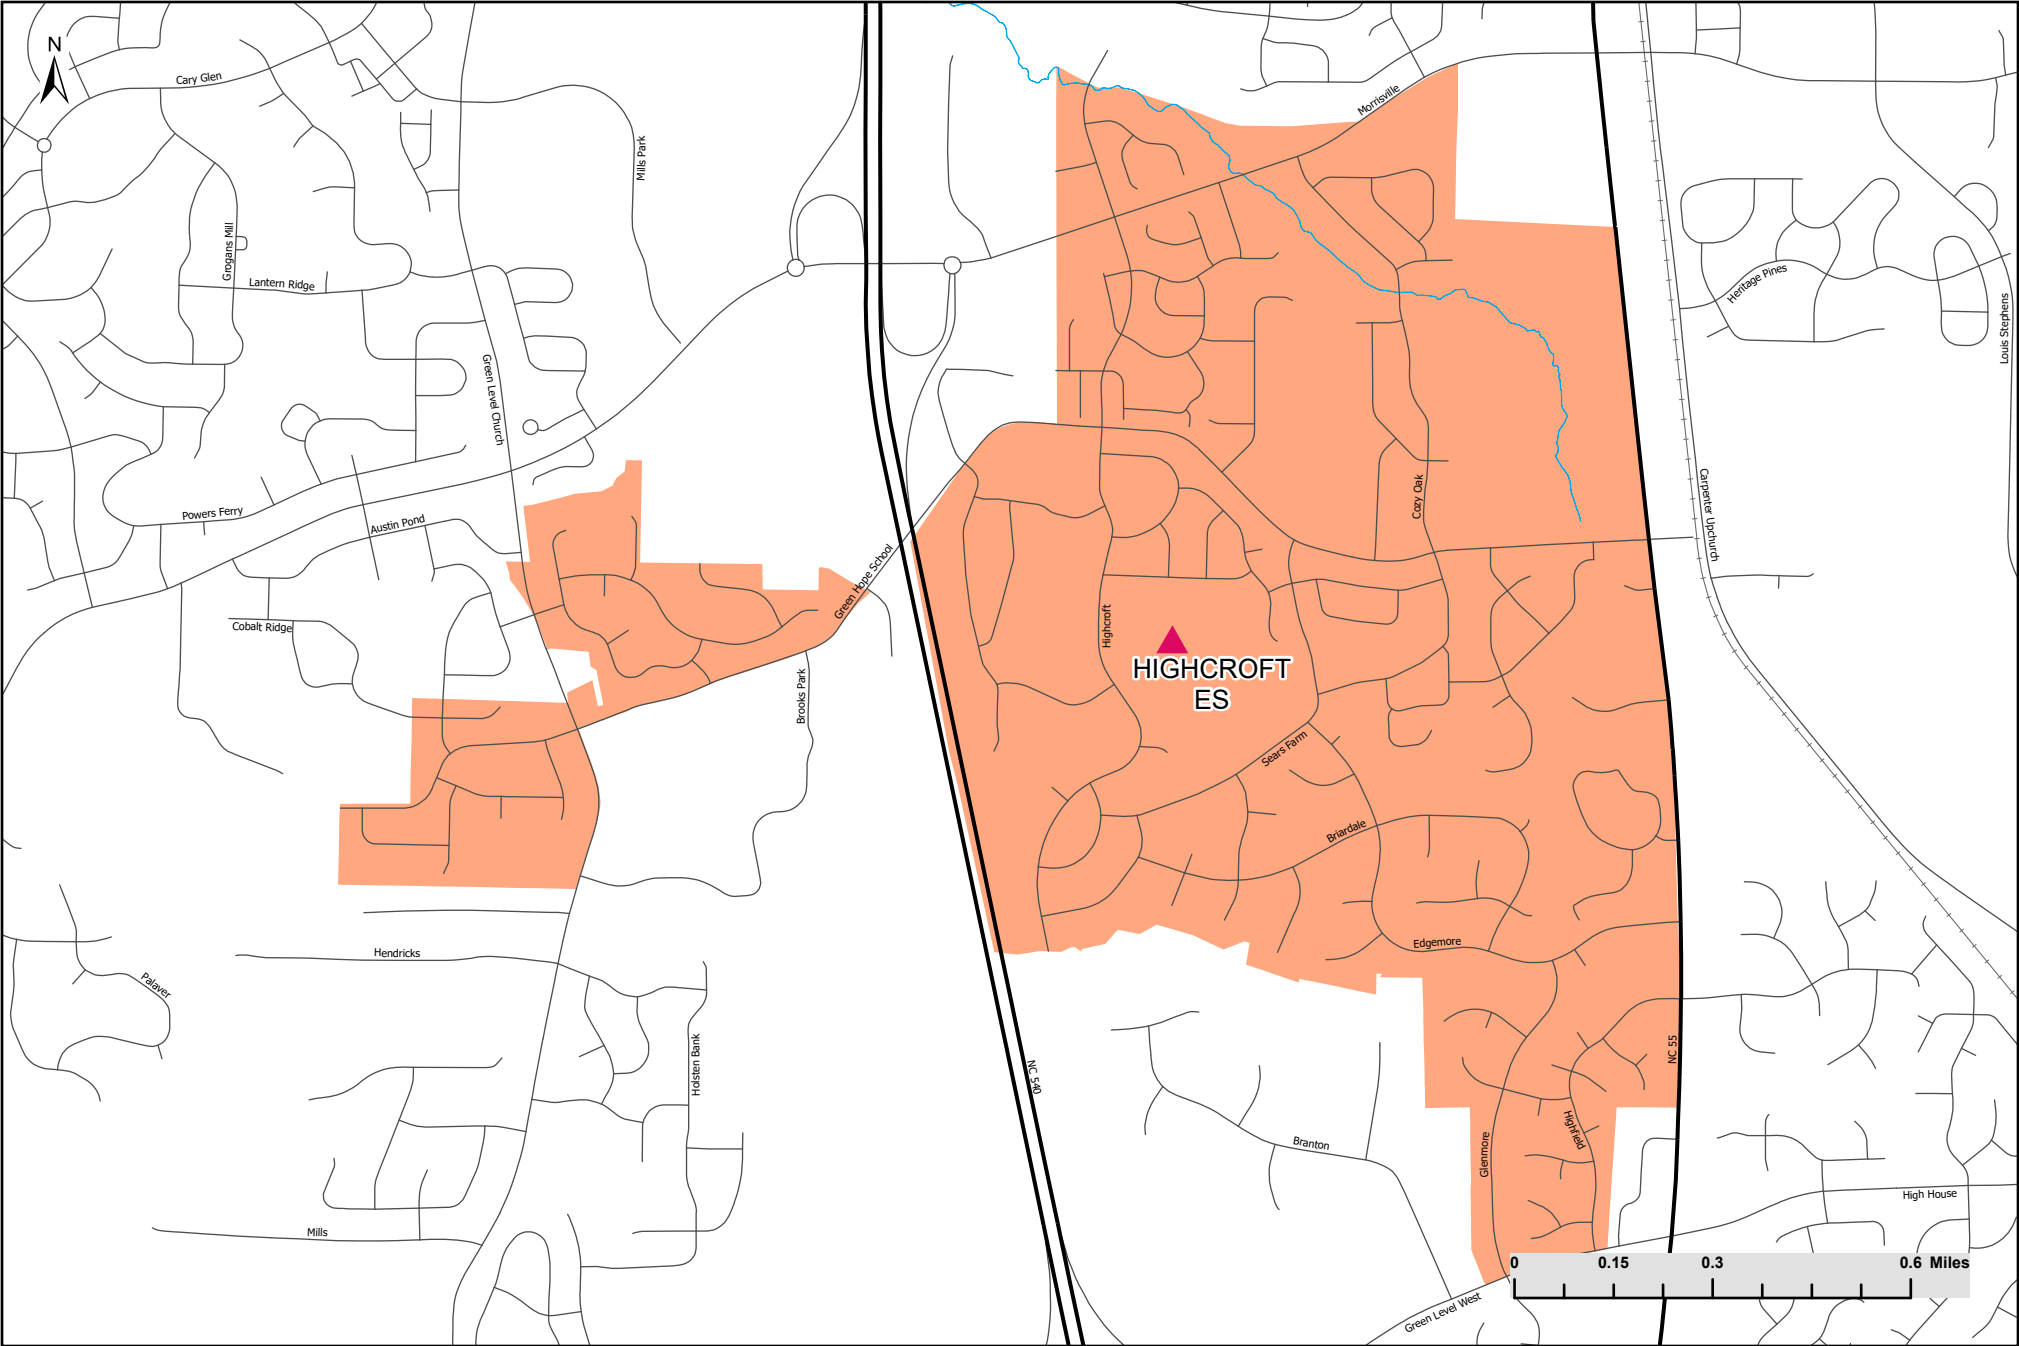 N
Cary Glen
Morrisville
Mills Park
Grogans Mill
Lantern Ridge
Heritage Pines
Louis Stephens
Green Level Church
Powers Ferry
Austin Pond
Cozy Oak
Carpenter Upchurch
Green Hope School
Cobalt Ridge
Highcroft
HIGHCROFT
ES
Brooks Park
Sears Farm
Briardale
Edgemore
Hendricks
Palaver
Holsten Bank
NC 540
NC 55
Branton
Glenmore
Highfield
High House
Mills
Green Level West
0 0.15 0.3 0.6 Miles